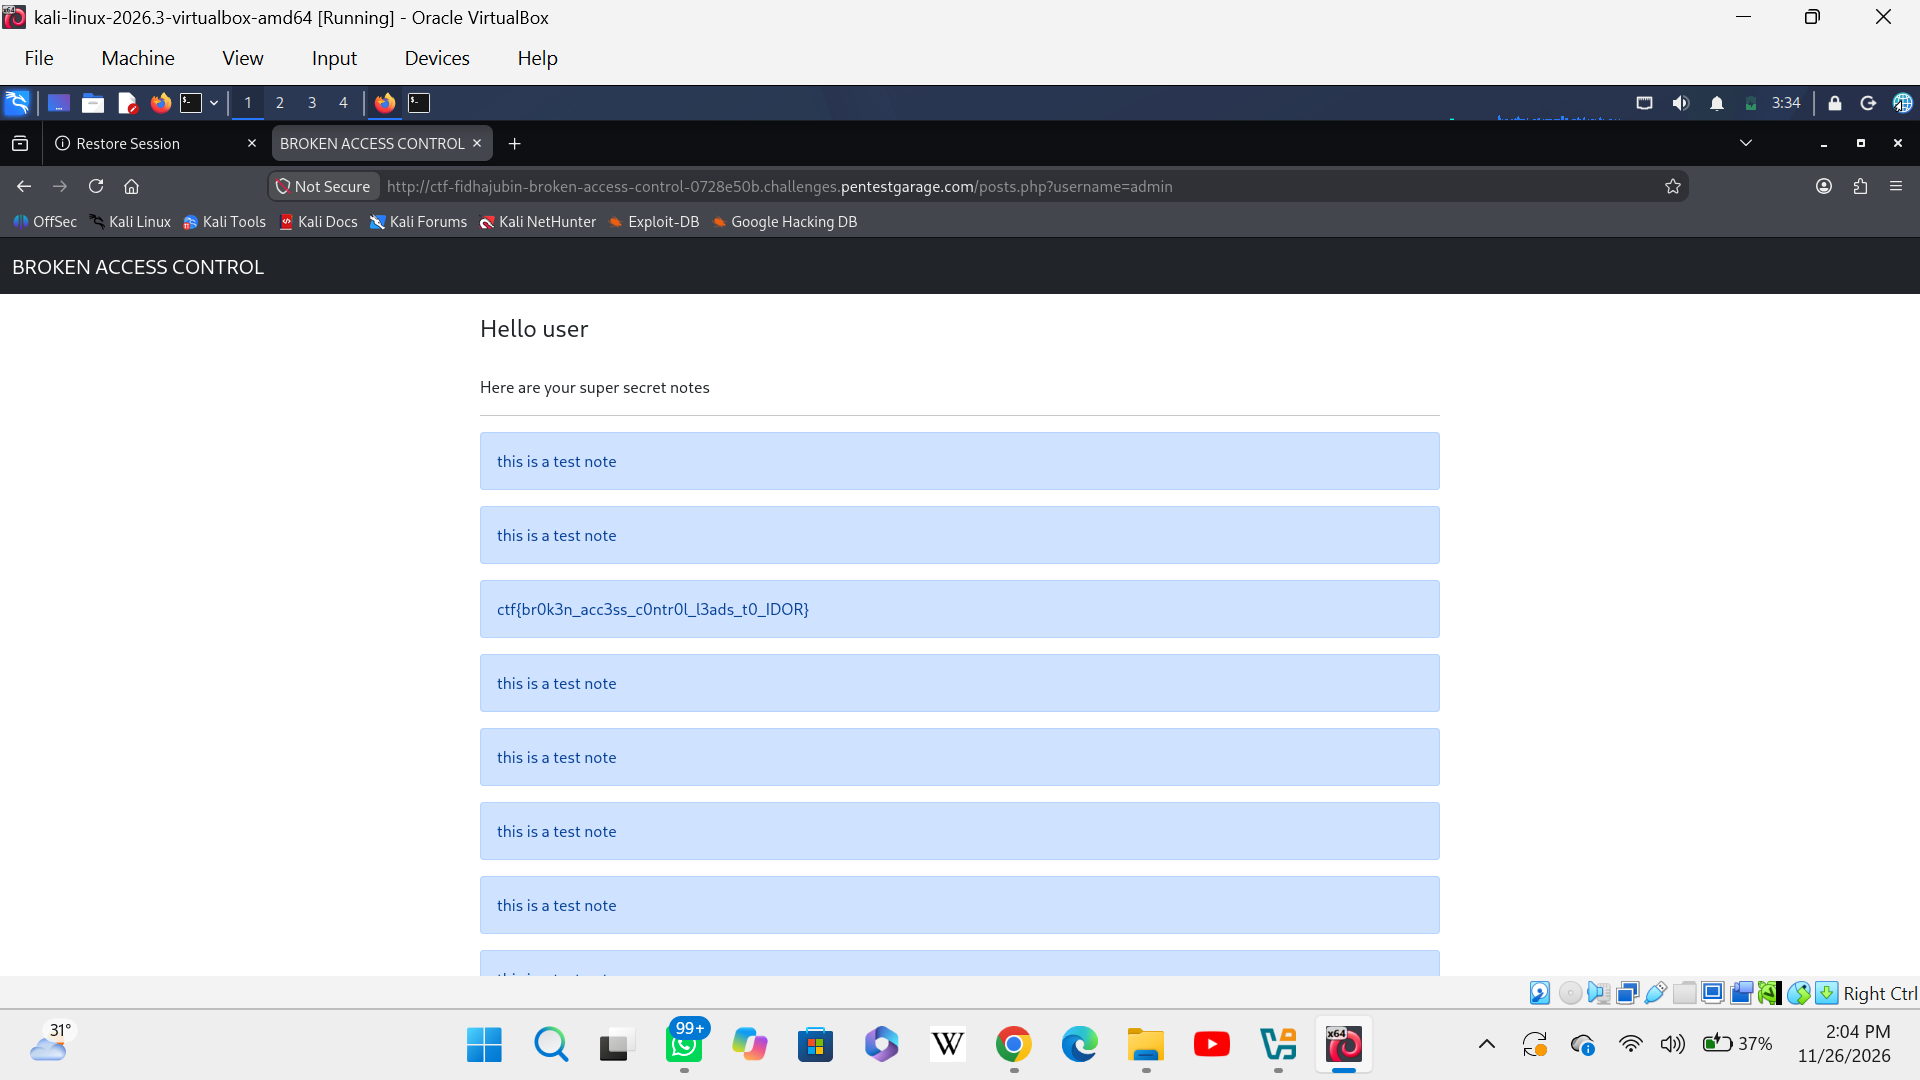 kali-linux-2026.3-virtualbox-amd64 [Running] - Oracle VirtualBox
File Machine View Input Devices Help
1 2 3 4 3:34
Restore Session BROKEN ACCESS CONTROL
Not Secure http://ctf-fidhajubin-broken-access-control-0728e50b.challenges.pentestgarage.com/posts.php?username=admin
OffSec Kali Linux Kali Tools Kali Docs Kali Forums Kali NetHunter Exploit-DB Google Hacking DB
BROKEN ACCESS CONTROL
Hello user
Here are your super secret notes
this is a test note
this is a test note
ctf{br0k3n_acc3ss_c0ntr0l_l3ads_t0_IDOR}
this is a test note
this is a test note
this is a test note
this is a test note
Right Ctrl
31°
99+
W
x64
37%
2:04 PM
11/26/2026